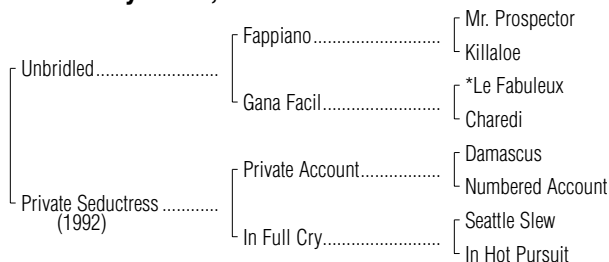 Mr. Prospector
Fappiano
Killaloe
Unbridled
*Le Fabuleux
Gana Facil
Charedi
Damascus
Private Account
Numbered Account
Private Seductress
(1992)
Seattle Slew
In Full Cry
In Hot Pursuit